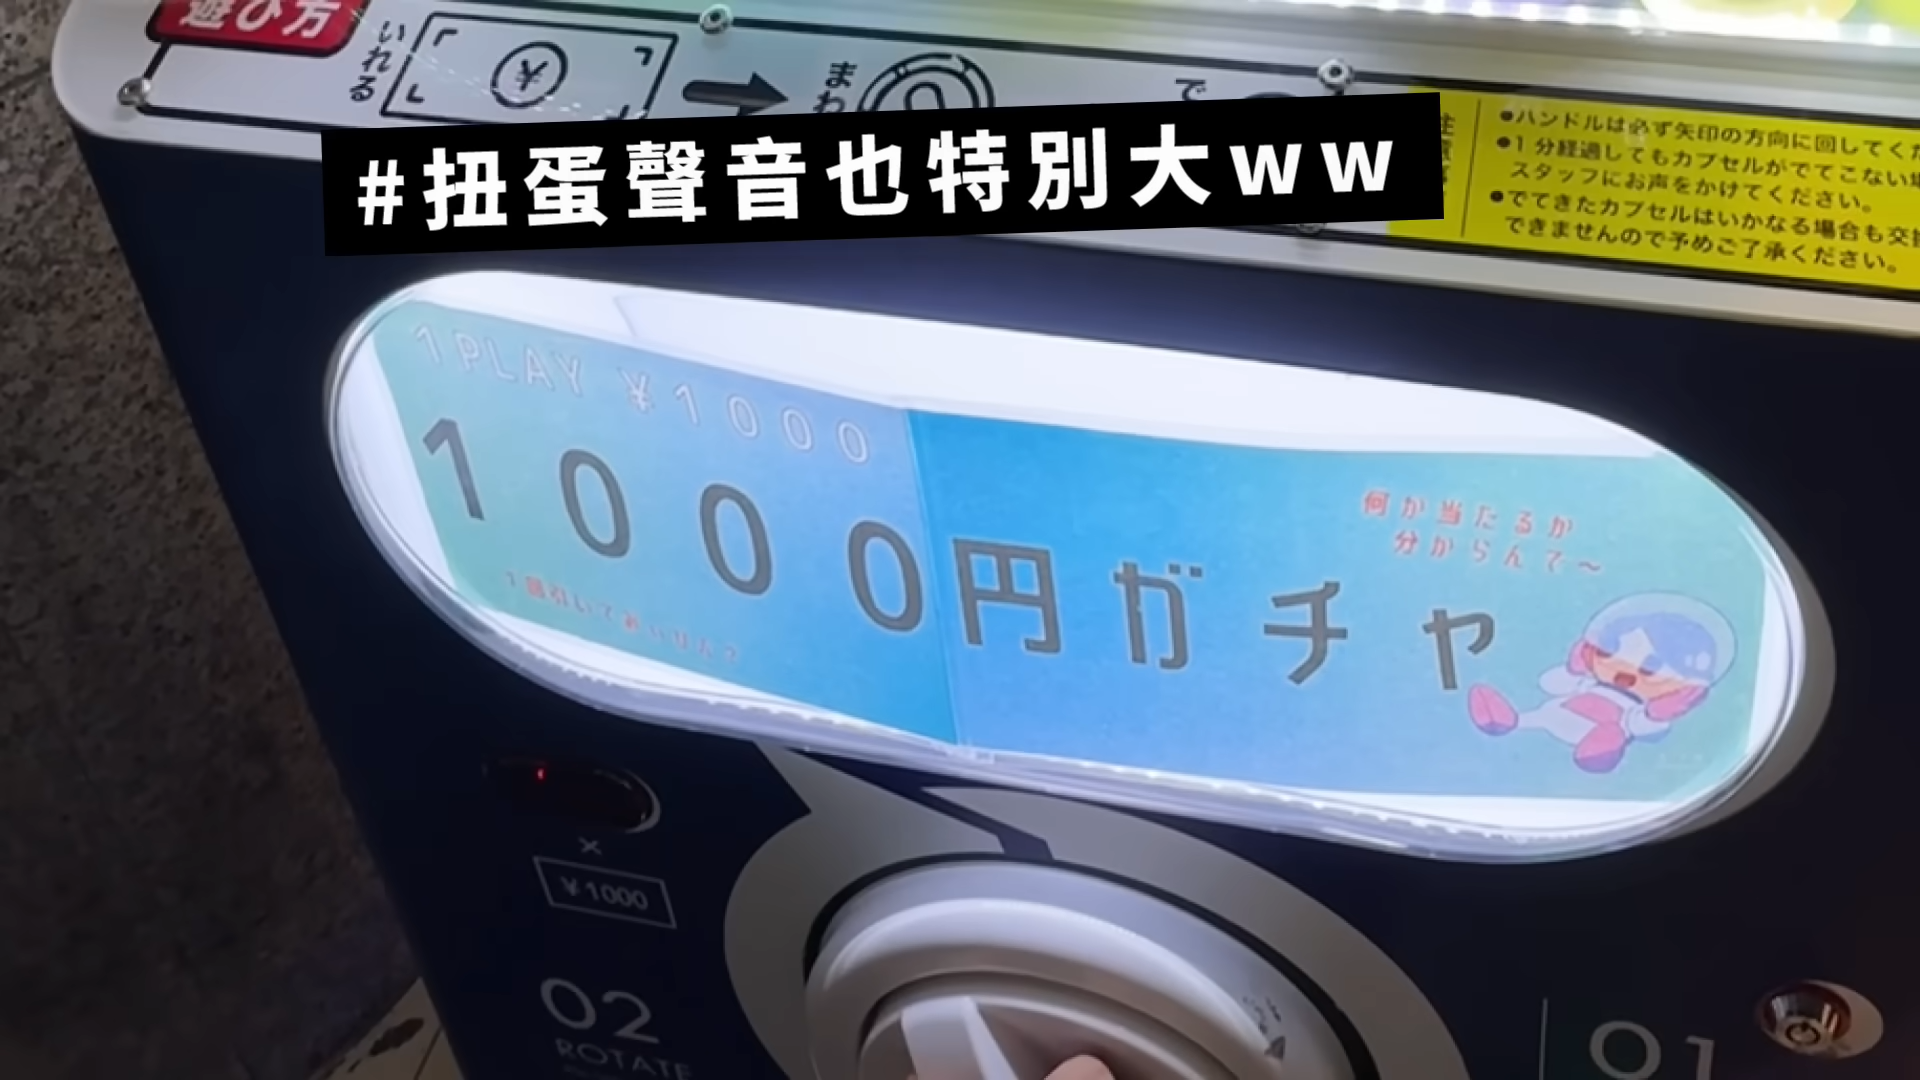 遊び方
いれる
¥
まわ
で
#扭蛋聲音也特別大ww
●ハンドルは必ず矢印の方向に回してくだ
●1分経過してもカプセルがでてこない場
スタッフにお声をかけてください。
●でてきたカプセルはいかなる場合も交換
できませんので予めご了承ください。
1PLAY ¥1000
1000円ガチャ
何が当たるか
分からんで〜
×
¥1000
02
ROTATE
01